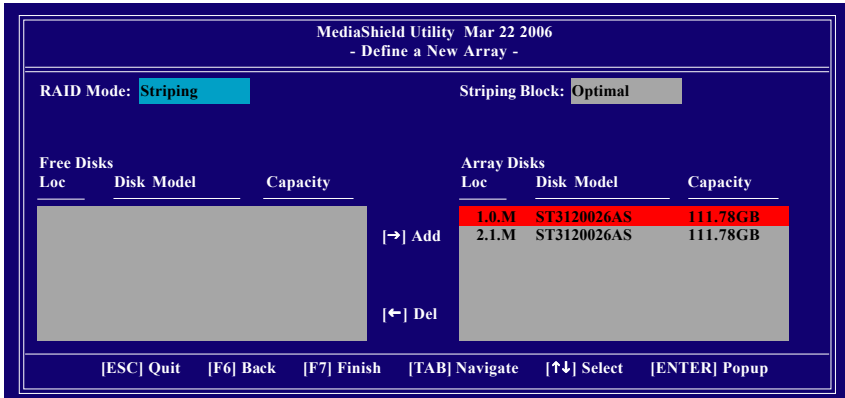 MediaShield Utility Mar 22 2006
- Define a New Array -
RAID Mode: Striping
Striping Block: Optimal
Free Disks
Loc Disk Model Capacity
Array Disks
Loc Disk Model Capacity
1.0.M ST3120026AS 111.78GB
2.1.M ST3120026AS 111.78GB
[→] Add
[←] Del
[ESC] Quit [F6] Back [F7] Finish [TAB] Navigate [↑↓] Select [ENTER] Popup